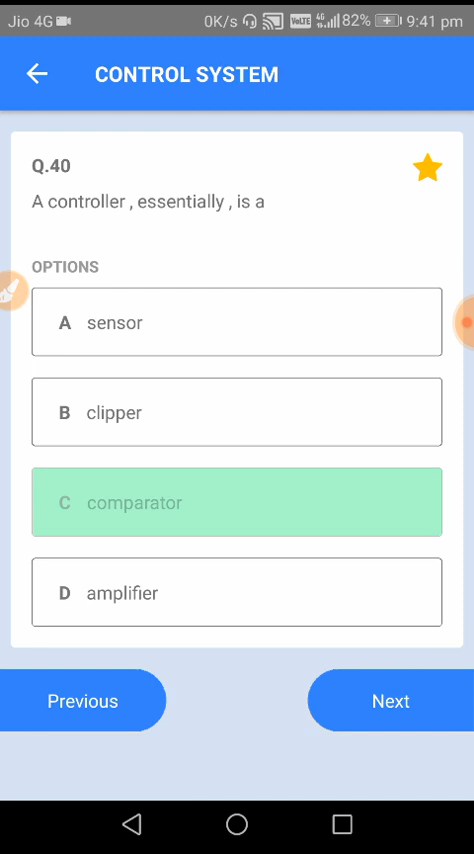 Jio 4G 0K/s VoLTE 4G 82% 9:41 pm
CONTROL SYSTEM
Q.40
A controller , essentially , is a
OPTIONS
A sensor
B clipper
C comparator
D amplifier
Previous Next